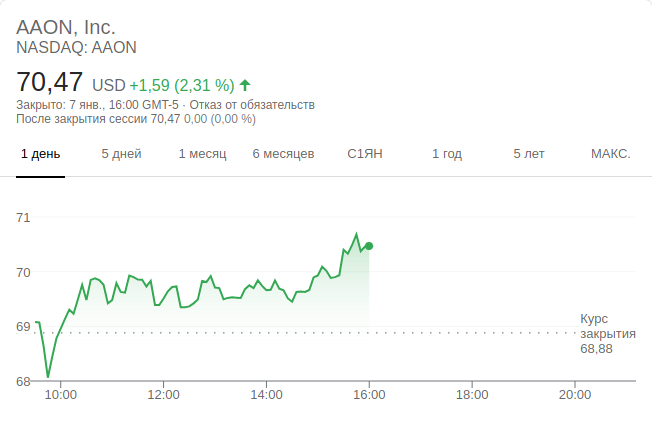 AAON, Inc.
NASDAQ: AAON
70,47 USD +1,59 (2,31 %)
Закрыто: 7 янв., 16:00 GMT-5 · Отказ от обязательств
После закрытия сессии 70,47 0,00 (0,00 %)
1 день 5 дней 1 месяц 6 месяцев С1ЯН 1 год 5 лет МАКС.
71
70
69
68
Курс
закрытия
68,88
10:00 12:00 14:00 16:00 18:00 20:00